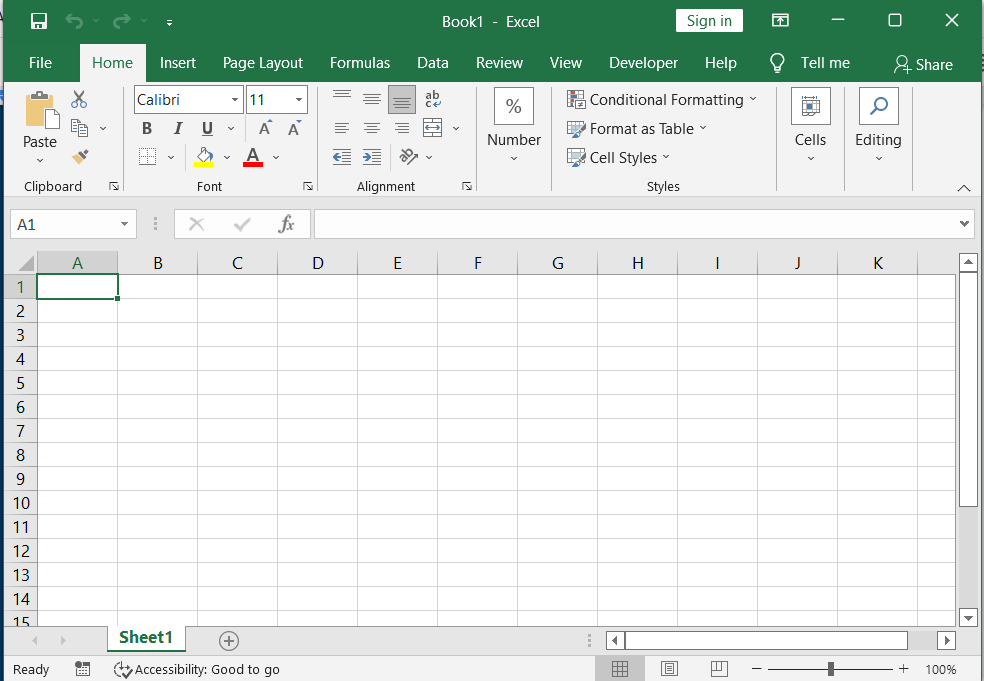 Book1 - Excel
Sign in
File Home Insert Page Layout Formulas Data Review View Developer Help Tell me Share
Calibri 11
ab
c
Conditional Formatting
%
B I U A A
Format as Table
Paste
Number
Cells
Editing
A
ab
Cell Styles
Clipboard Font Alignment Styles
A1
fx
A B C D E F G H I J K
1
2
3
4
5
6
7
8
9
10
11
12
13
14
15
Sheet1
Ready
Accessibility: Good to go
100%